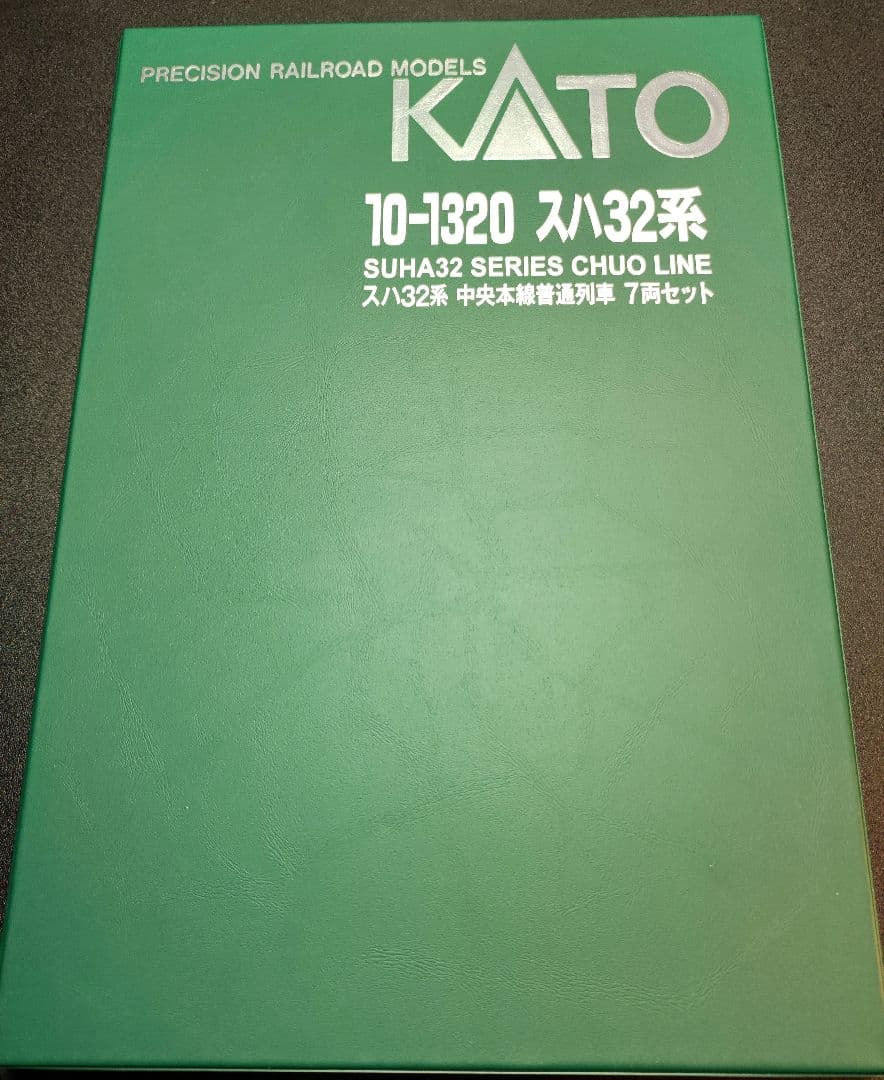 PRECISION RAILROAD MODELS
KATO
10-1320 スハ32系
SUHA32 SERIES CHUO LINE
スハ32系 中央本線普通列車 7両セット